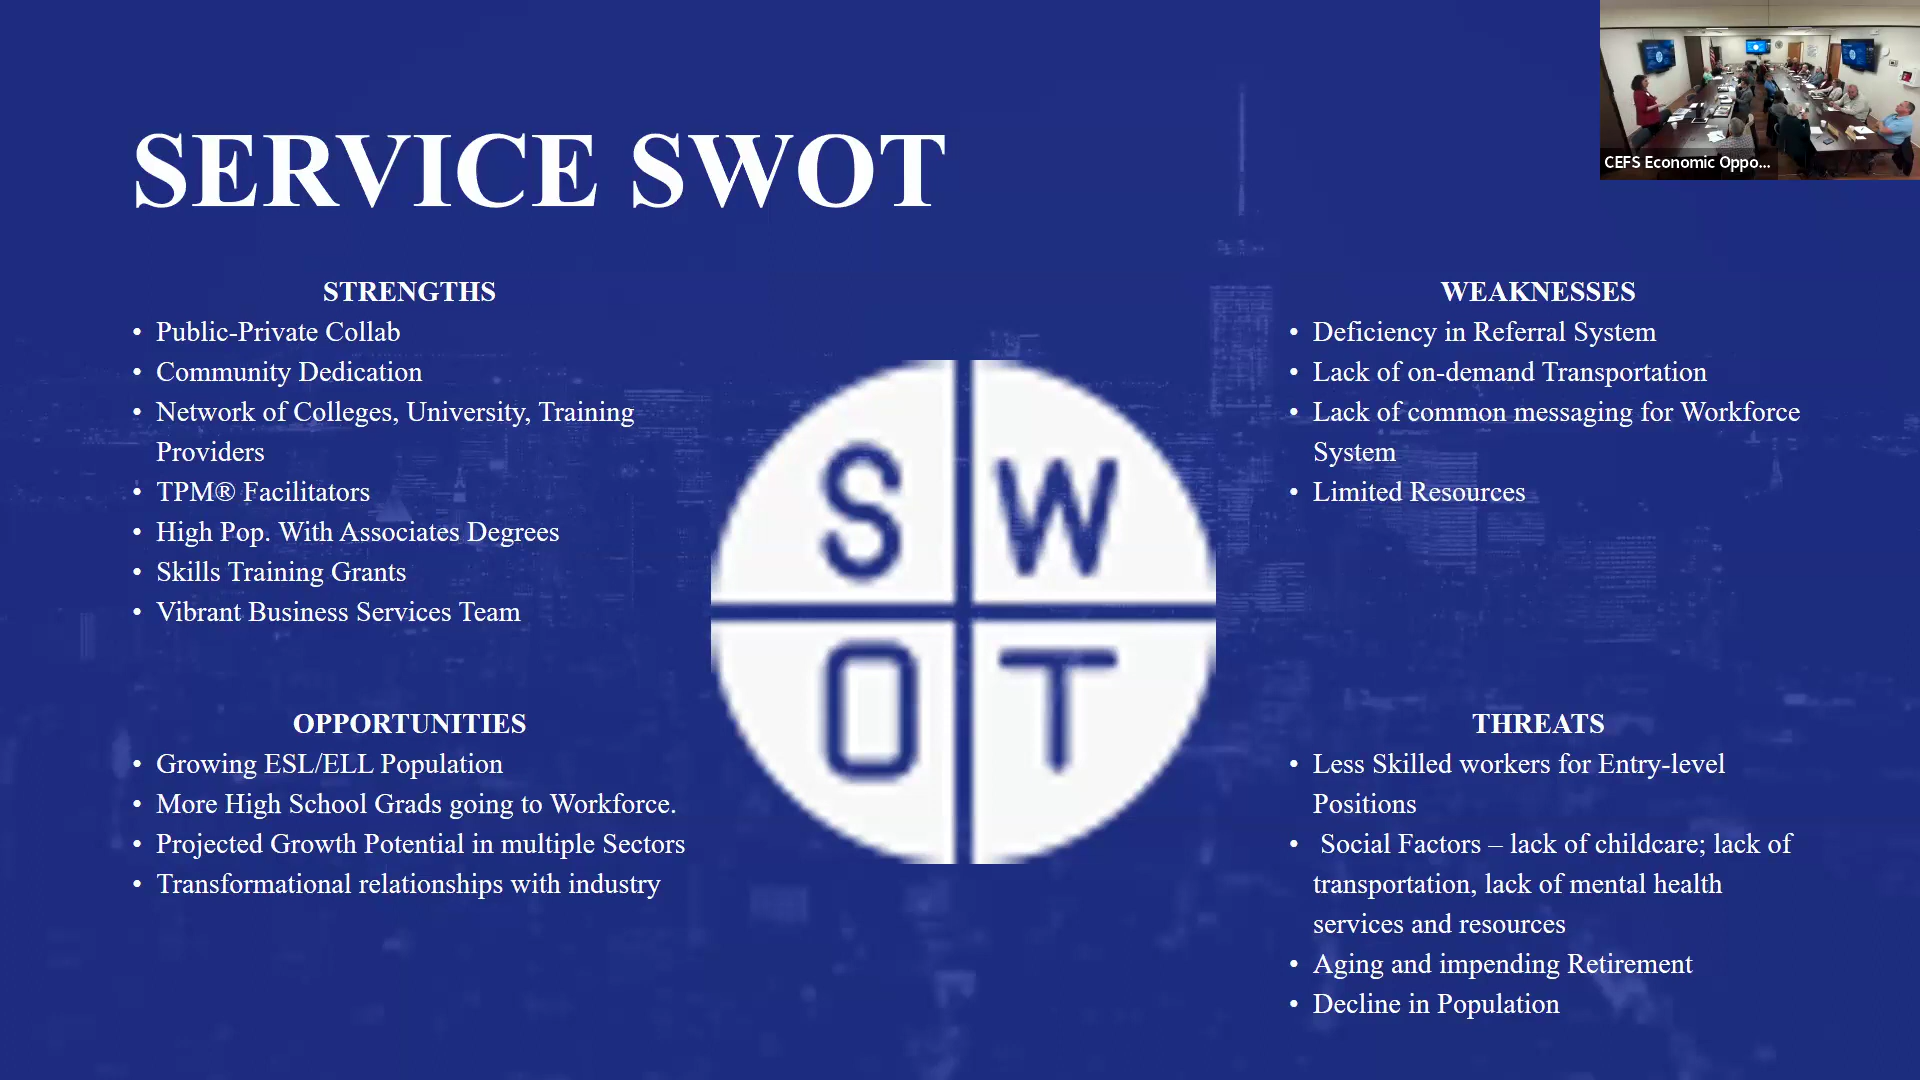 SERVICE SWOT
CEFS Economic Oppo...
STRENGTHS
• Public-Private Collab
• Community Dedication
• Network of Colleges, University, Training
Providers
• TPM® Facilitators
• High Pop. With Associates Degrees
• Skills Training Grants
• Vibrant Business Services Team
WEAKNESSES
• Deficiency in Referral System
• Lack of on-demand Transportation
• Lack of common messaging for Workforce
System
• Limited Resources
S W
O T
OPPORTUNITIES
• Growing ESL/ELL Population
• More High School Grads going to Workforce.
• Projected Growth Potential in multiple Sectors
• Transformational relationships with industry
THREATS
• Less Skilled workers for Entry-level
Positions
• Social Factors – lack of childcare; lack of
transportation, lack of mental health
services and resources
• Aging and impending Retirement
• Decline in Population